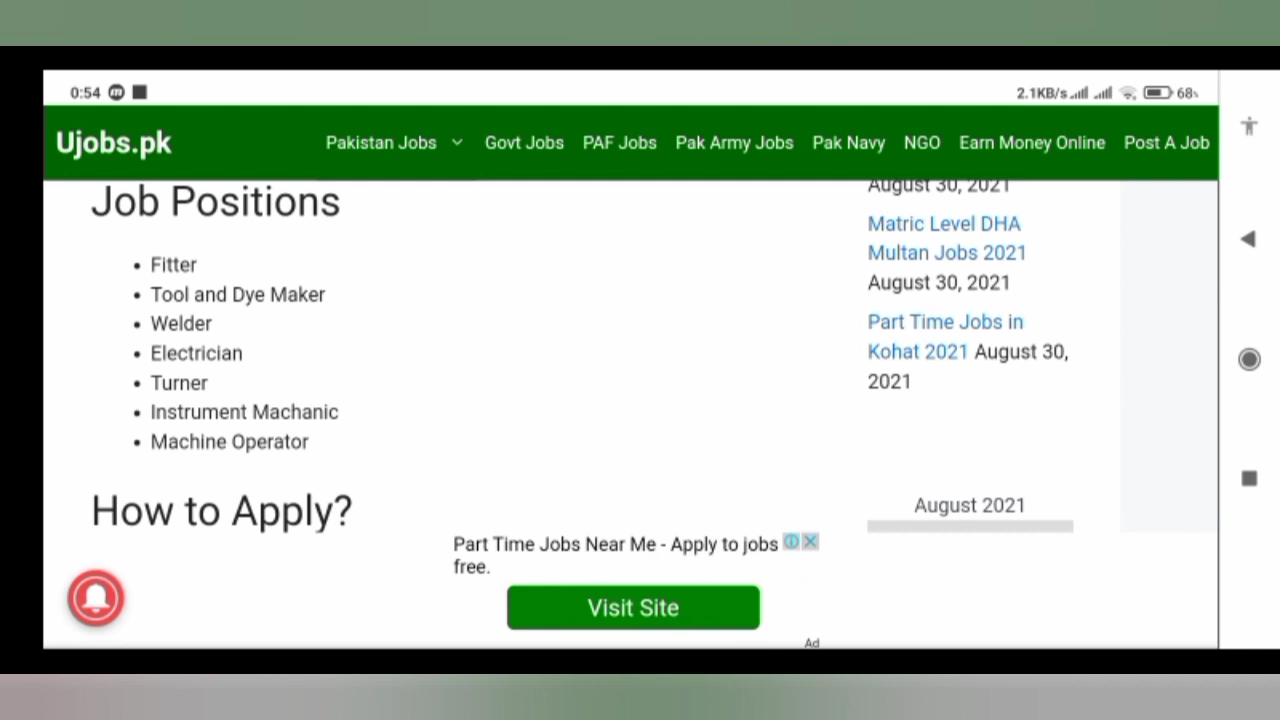 0:54
2.1KB/s 68
Ujobs.pk
Pakistan Jobs Govt Jobs PAF Jobs Pak Army Jobs Pak Navy NGO Earn Money Online Post A Job
Job Positions
Fitter
Tool and Dye Maker
Welder
Electrician
Turner
Instrument Machanic
Machine Operator
How to Apply?
August 30, 2021
Matric Level DHA
Multan Jobs 2021
August 30, 2021
Part Time Jobs in
Kohat 2021 August 30,
2021
August 2021
Part Time Jobs Near Me - Apply to jobs
free.
Visit Site
Ad